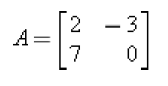 A = [2 −3
7 0]